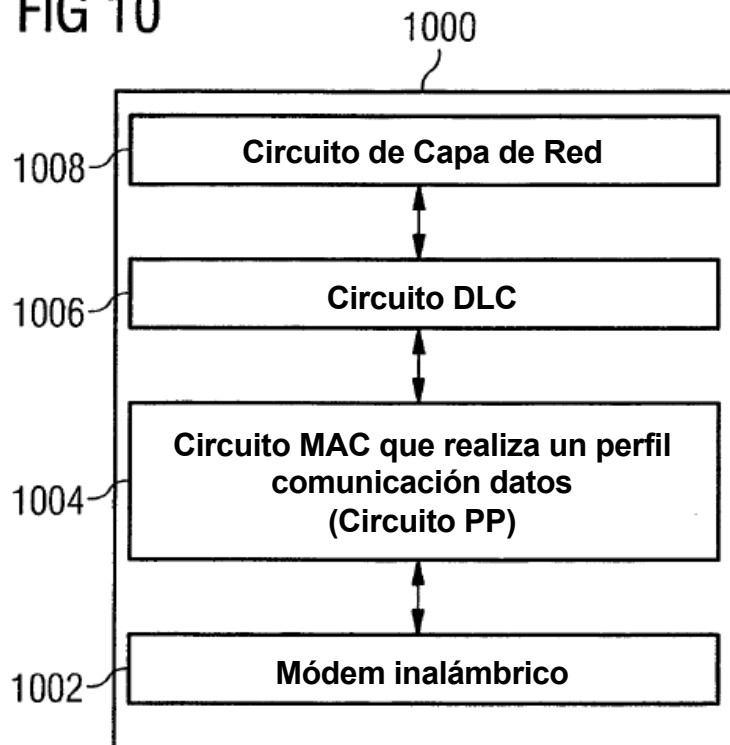 FIG 10
1000
1008
Circuito de Capa de Red
1006
Circuito DLC
1004
Circuito MAC que realiza un perfil
comunicación datos
(Circuito PP)
1002
Módem inalámbrico